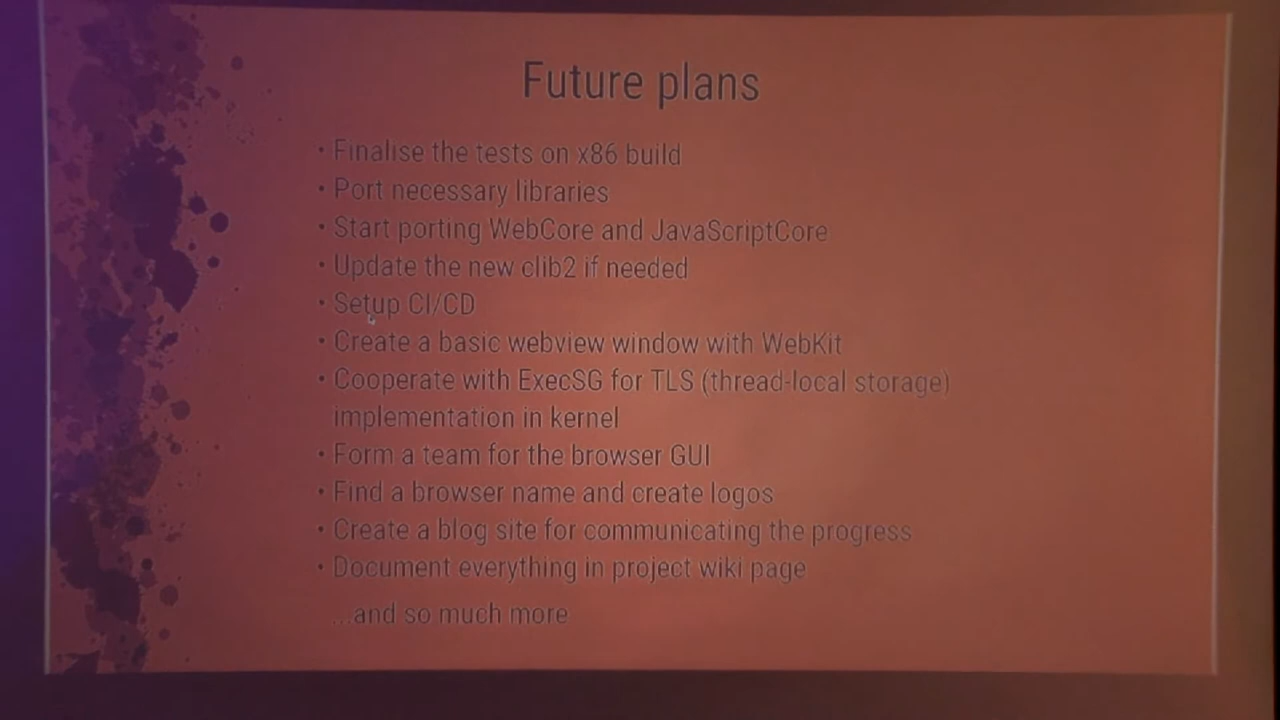 Future plans
• Finalise the tests on x86 build
• Port necessary libraries
• Start porting WebCore and JavaScriptCore
• Update the new clib2 if needed
• Setup CI/CD
• Create a basic webview window with WebKit
• Cooperate with ExecSG for TLS (thread-local storage)
implementation in kernel
• Form a team for the browser GUI
• Find a browser name and create logos
• Create a blog site for communicating the progress
• Document everything in project wiki page
...and so much more